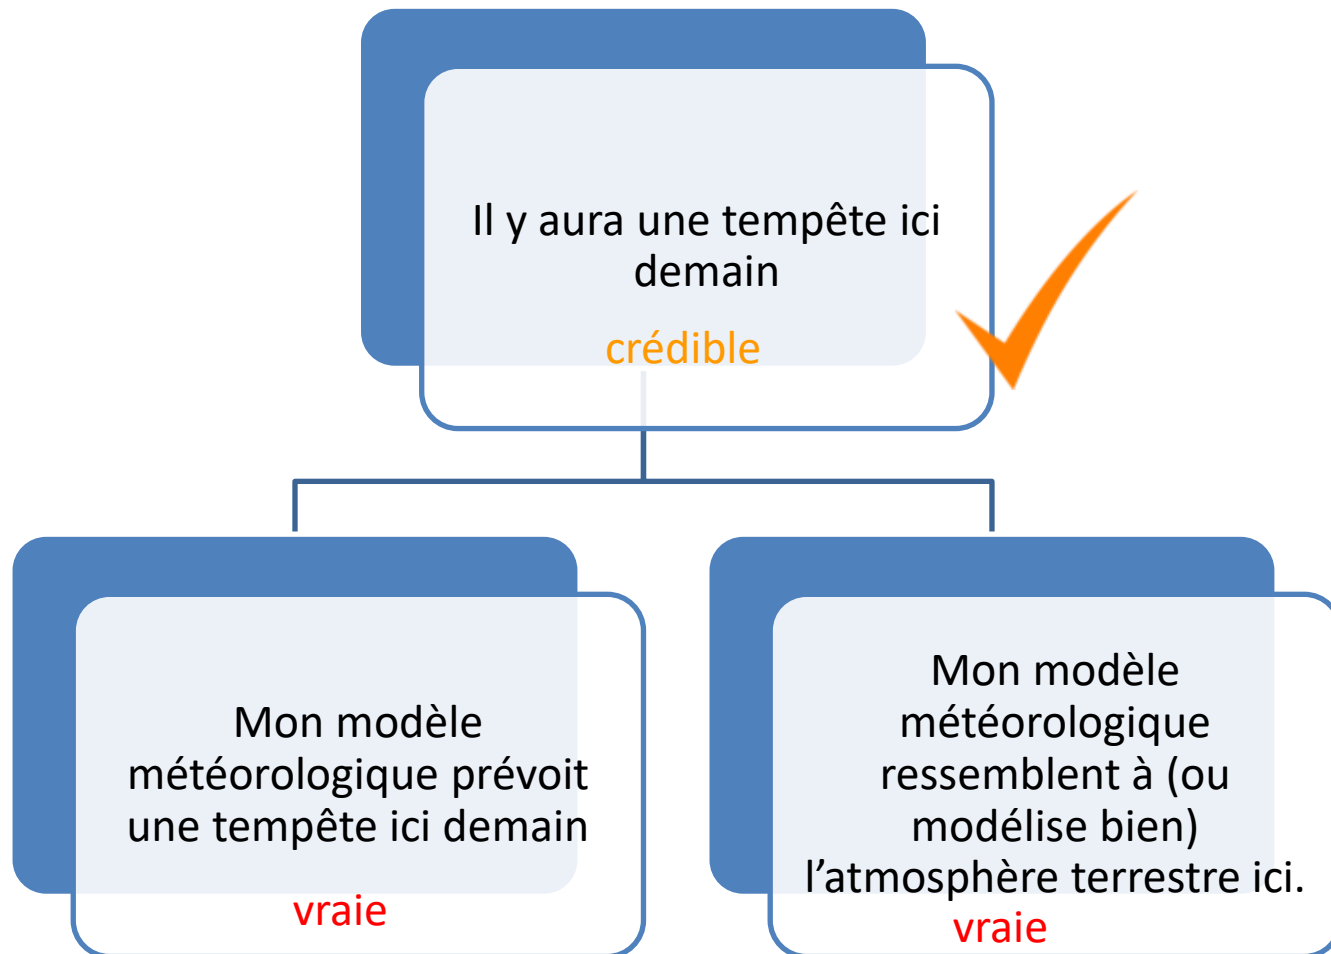 Il y aura une tempête ici
demain
crédible
Mon modèle
météorologique prévoit
une tempête ici demain
vraie
Mon modèle
météorologique
ressemblent à (ou
modélise bien)
l’atmosphère terrestre ici.
vraie